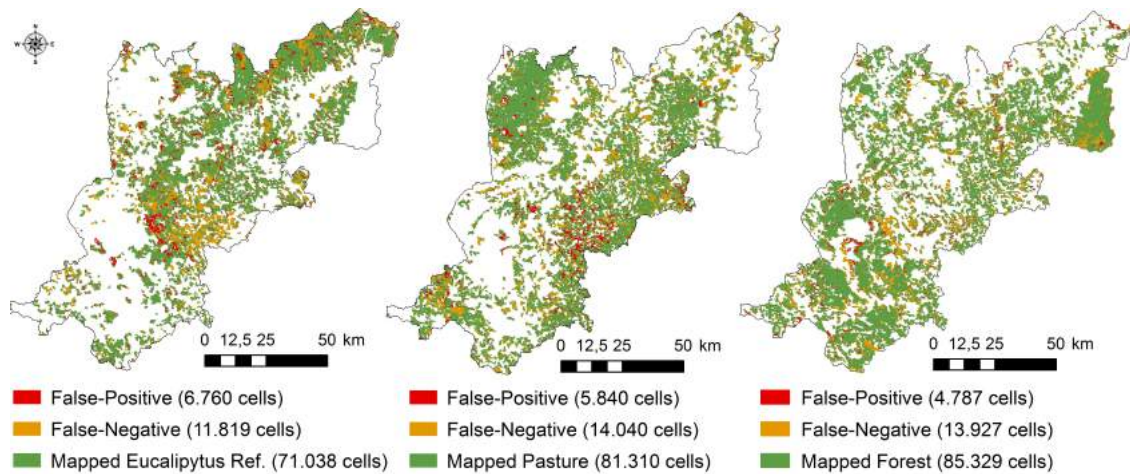 N
W E
S
0 12,5 25 50 km
False-Positive (6.760 cells)
False-Negative (11.819 cells)
Mapped Eucalipytus Ref. (71.038 cells)
0 12,5 25 50 km
False-Positive (5.840 cells)
False-Negative (14.040 cells)
Mapped Pasture (81.310 cells)
0 12,5 25 50 km
False-Positive (4.787 cells)
False-Negative (13.927 cells)
Mapped Forest (85.329 cells)